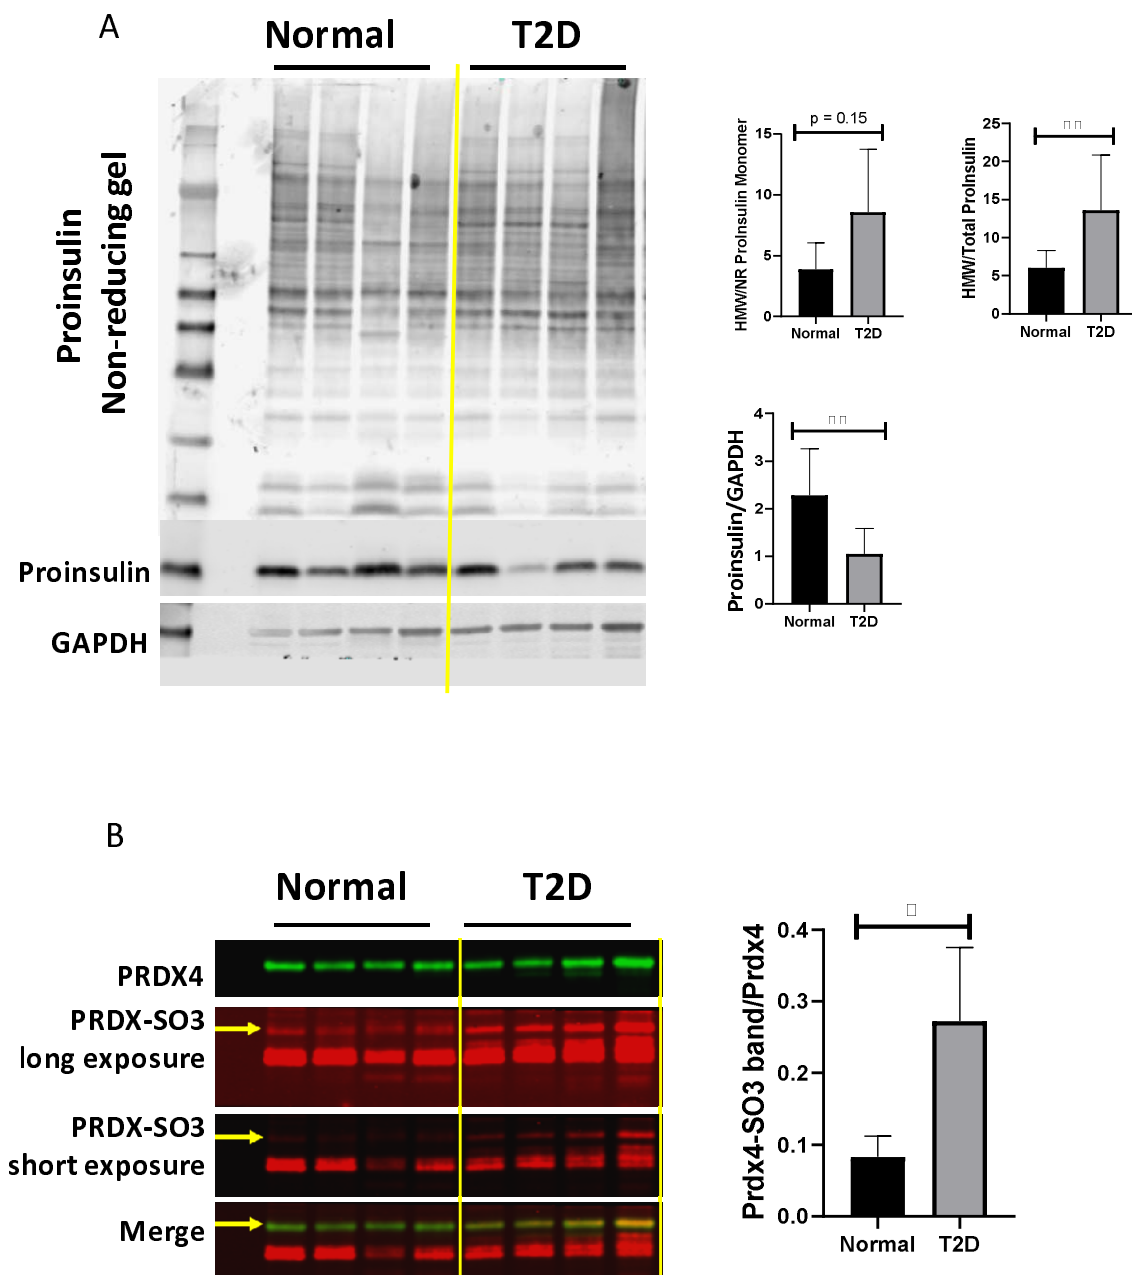 A
Normal
T2D
Proinsulin
Non-reducing gel
Proinsulin
GAPDH
HMW/NR ProInsulin Monomer
15
10
5
0
p = 0.15
Normal
T2D
HMW/Total ProInsulin
25
20
15
10
5
0
Normal
T2D
Proinsulin/GAPDH
4
3
2
1
0
Normal
T2D
B
Normal
T2D
PRDX4
PRDX-SO3
long exposure
PRDX-SO3
short exposure
Merge
Prdx4-SO3 band/Prdx4
0.4
0.3
0.2
0.1
0.0
Normal
T2D